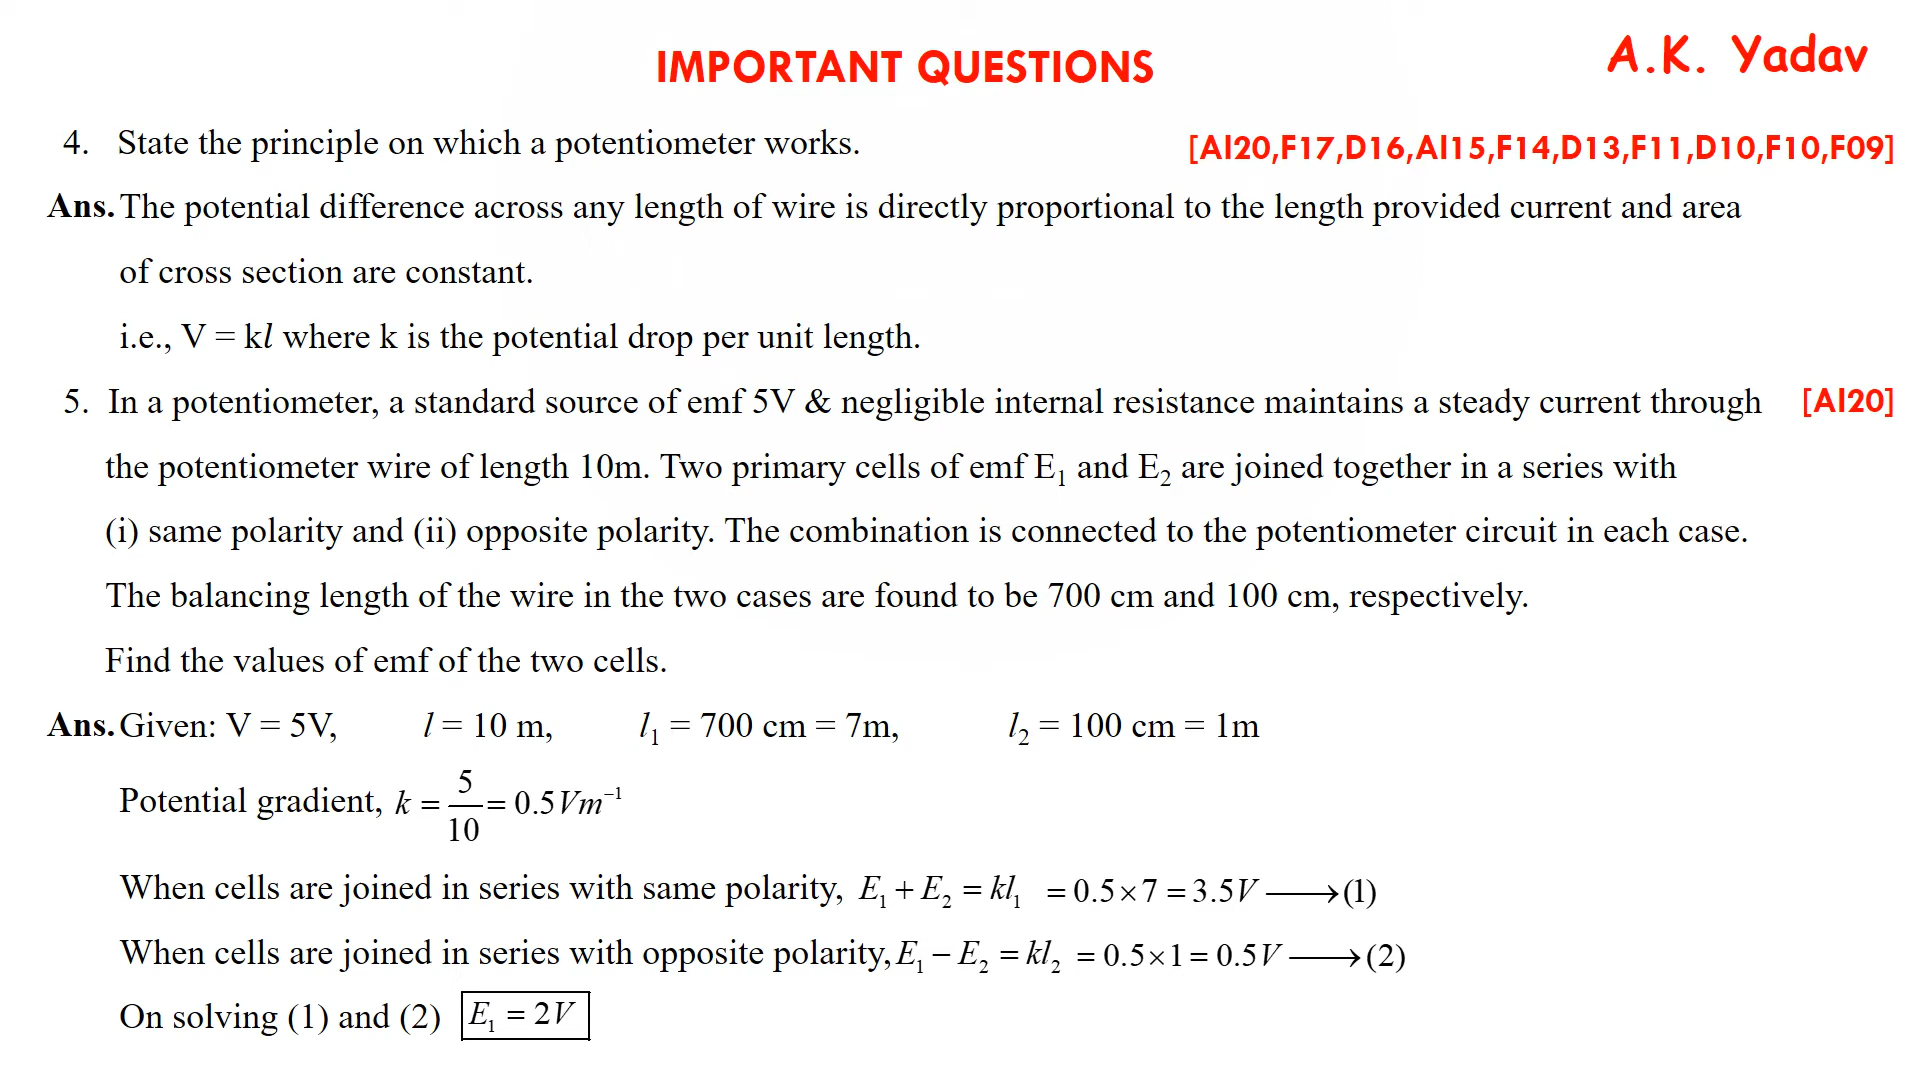 IMPORTANT QUESTIONS
A.K. Yadav
4. State the principle on which a potentiometer works. [AI20,F17,D16,AI15,F14,D13,F11,D10,F10,F09]
Ans. The potential difference across any length of wire is directly proportional to the length provided current and area
of cross section are constant.
i.e., V = kl where k is the potential drop per unit length.
5. In a potentiometer, a standard source of emf 5V & negligible internal resistance maintains a steady current through [AI20]
the potentiometer wire of length 10m. Two primary cells of emf E₁ and E₂ are joined together in a series with
(i) same polarity and (ii) opposite polarity. The combination is connected to the potentiometer circuit in each case.
The balancing length of the wire in the two cases are found to be 700 cm and 100 cm, respectively.
Find the values of emf of the two cells.
Ans. Given: V = 5V, l = 10 m, l₁ = 700 cm = 7m, l₂ = 100 cm = 1m
Potential gradient, k = 5/10 = 0.5Vm⁻¹
When cells are joined in series with same polarity, E₁ + E₂ = kl₁ = 0.5×7 = 3.5V ⟶(1)
When cells are joined in series with opposite polarity, E₁ − E₂ = kl₂ = 0.5×1 = 0.5V ⟶(2)
On solving (1) and (2) E₁ = 2V